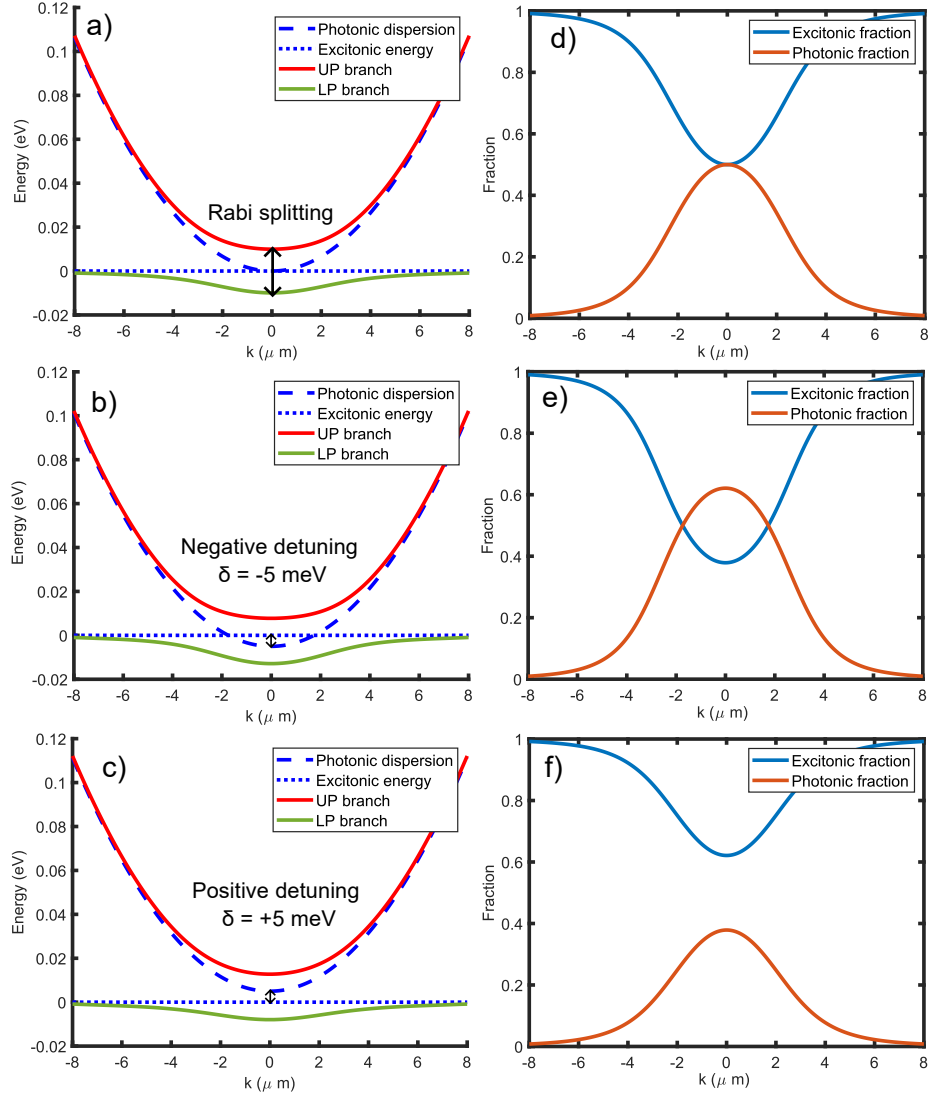 a)
Photonic dispersion
Excitonic energy
UP branch
LP branch
Rabi splitting
Energy (eV)
0.12
0.1
0.08
0.06
0.04
0.02
0
-0.02
-8 -6 -4 -2 0 2 4 6 8
k (μ m)
d)
Excitonic fraction
Photonic fraction
Fraction
1
0.8
0.6
0.4
0.2
0
-8 -6 -4 -2 0 2 4 6 8
k (μ m)
b)
Photonic dispersion
Excitonic energy
UP branch
LP branch
Negative detuning
δ = -5 meV
Energy (eV)
0.12
0.1
0.08
0.06
0.04
0.02
0
-0.02
-8 -6 -4 -2 0 2 4 6 8
k (μ m)
e)
Excitonic fraction
Photonic fraction
Fraction
1
0.8
0.6
0.4
0.2
0
-8 -6 -4 -2 0 2 4 6 8
k (μ m)
c)
Photonic dispersion
Excitonic energy
UP branch
LP branch
Positive detuning
δ = +5 meV
Energy (eV)
0.12
0.1
0.08
0.06
0.04
0.02
0
-0.02
-8 -6 -4 -2 0 2 4 6 8
k (μ m)
f)
Excitonic fraction
Photonic fraction
Fraction
1
0.8
0.6
0.4
0.2
0
-8 -6 -4 -2 0 2 4 6 8
k (μ m)